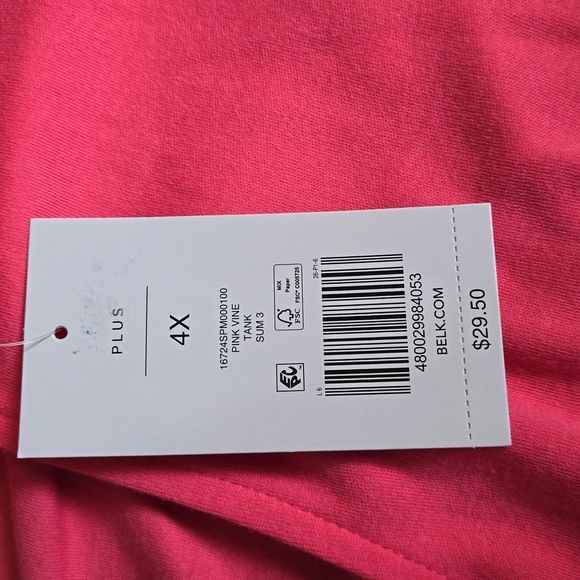 PLUS
4X
16724SPM000100
PINK VINE
TANK
SUM 3
MIX
Paper
FSC
FSC® C005725
26-P1-6
L6
480029984053
BELK.COM
$29.50